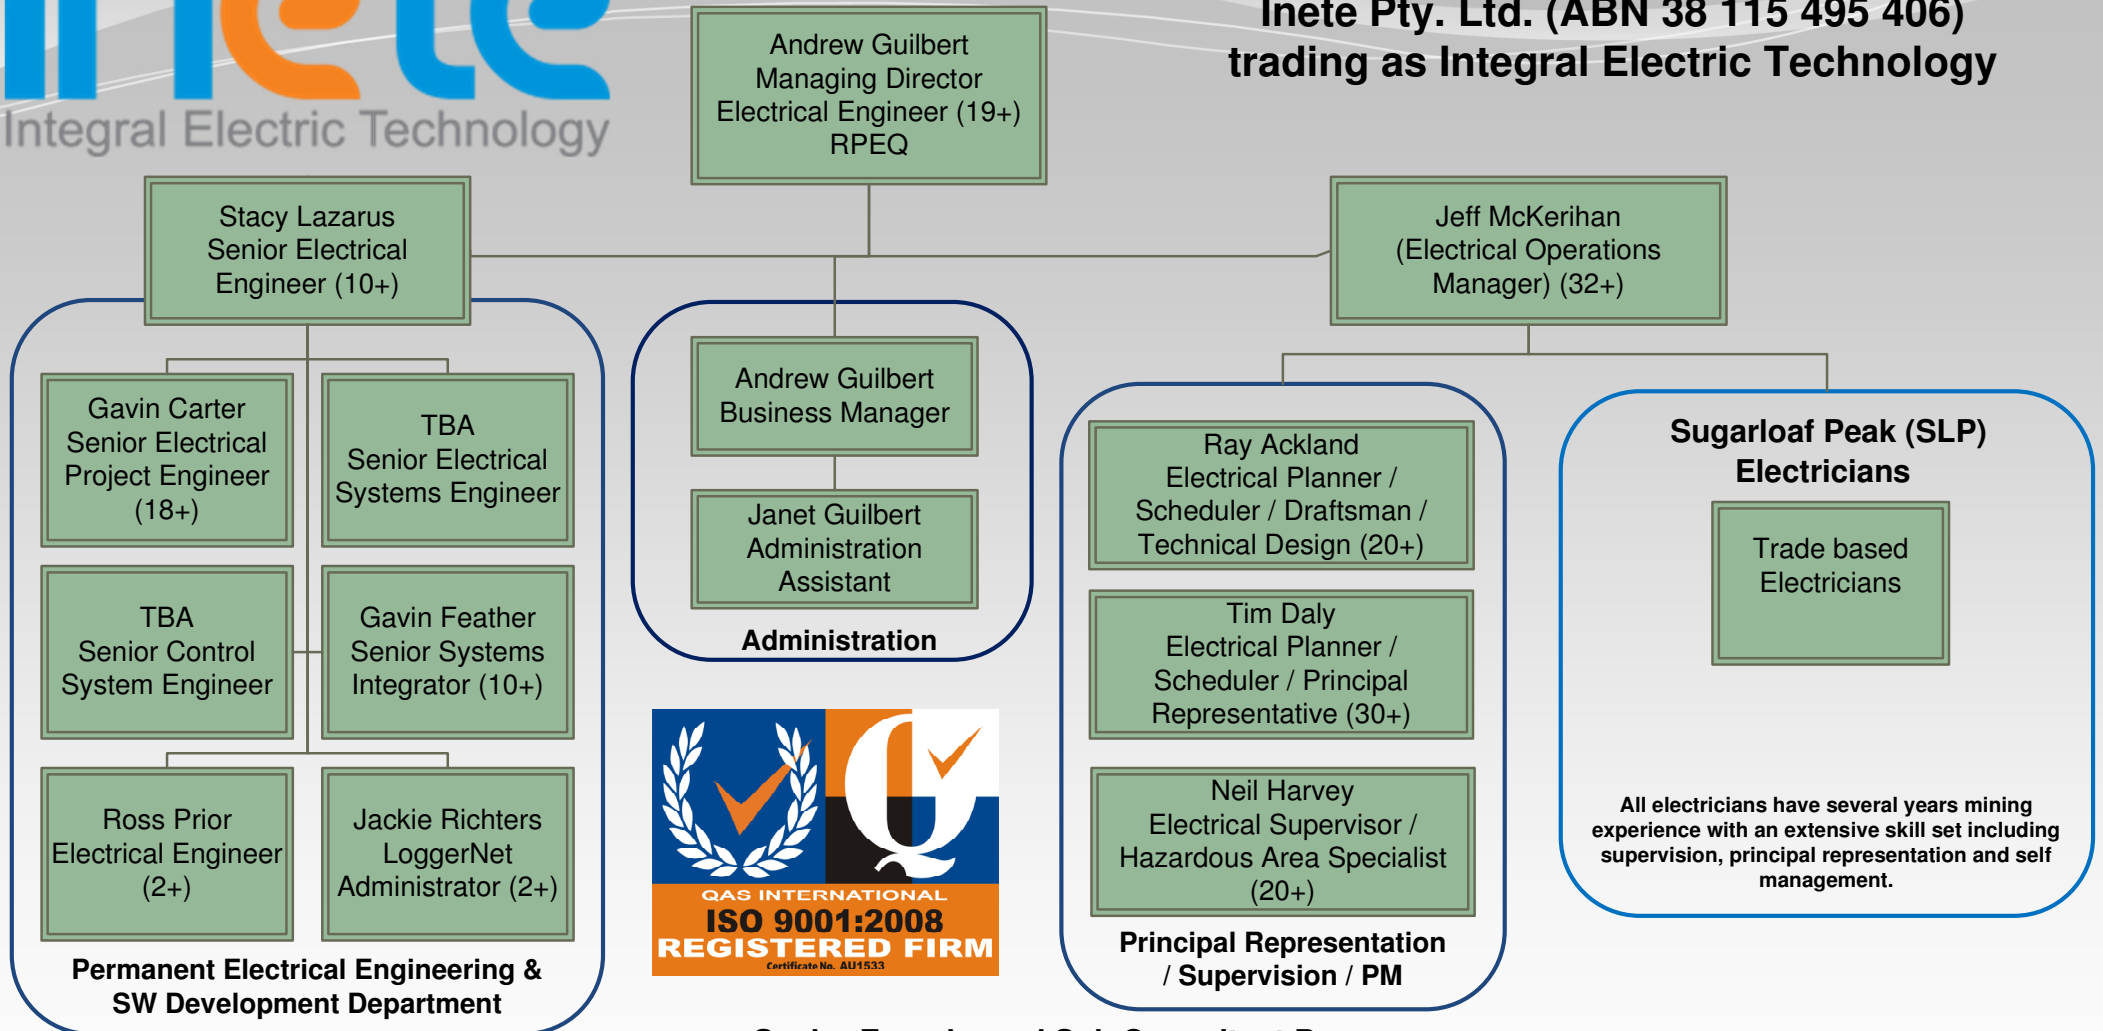 inete
Integral Electric Technology
Inete Pty. Ltd. (ABN 38 115 495 406)
trading as Integral Electric Technology
Andrew Guilbert
Managing Director
Electrical Engineer (19+)
RPEQ
Stacy Lazarus
Senior Electrical
Engineer (10+)
Jeff McKerihan
(Electrical Operations
Manager) (32+)
Gavin Carter
Senior Electrical
Project Engineer
(18+)
TBA
Senior Electrical
Systems Engineer
TBA
Senior Control
System Engineer
Gavin Feather
Senior Systems
Integrator (10+)
Ross Prior
Electrical Engineer
(2+)
Jackie Richters
LoggerNet
Administrator (2+)
Permanent Electrical Engineering &
SW Development Department
Andrew Guilbert
Business Manager
Janet Guilbert
Administration
Assistant
Administration
QAS INTERNATIONAL
ISO 9001:2008
REGISTERED FIRM
Certificate No. AU1533
Ray Ackland
Electrical Planner /
Scheduler / Draftsman /
Technical Design (20+)
Tim Daly
Electrical Planner /
Scheduler / Principal
Representative (30+)
Neil Harvey
Electrical Supervisor /
Hazardous Area Specialist
(20+)
Principal Representation
/ Supervision / PM
Sugarloaf Peak (SLP)
Electricians
Trade based
Electricians
All electricians have several years mining
experience with an extensive skill set including
supervision, principal representation and self
management.